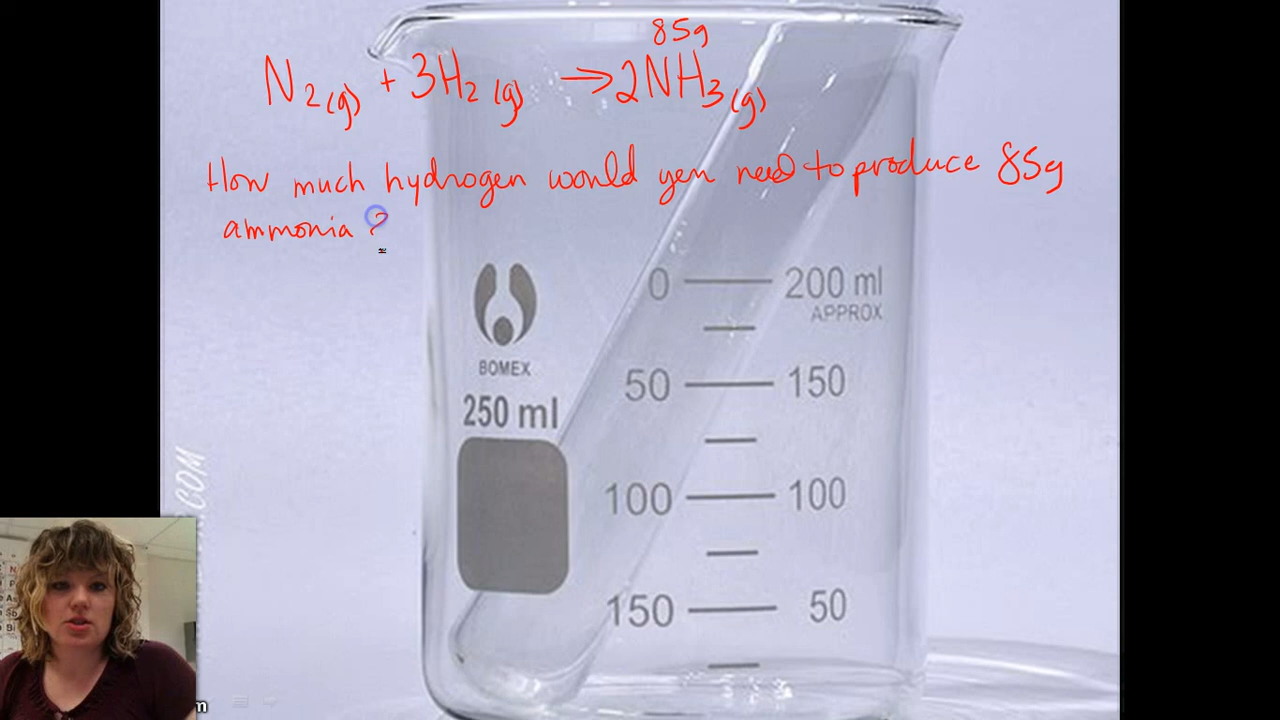 85g
N2(g) + 3H2(g) → 2NH3(g)
How much hydrogen would you need to produce 85g
ammonia?
0 200 ml
APPROX
BOMEX
50 150
250 ml
100 100
150 50
.COM